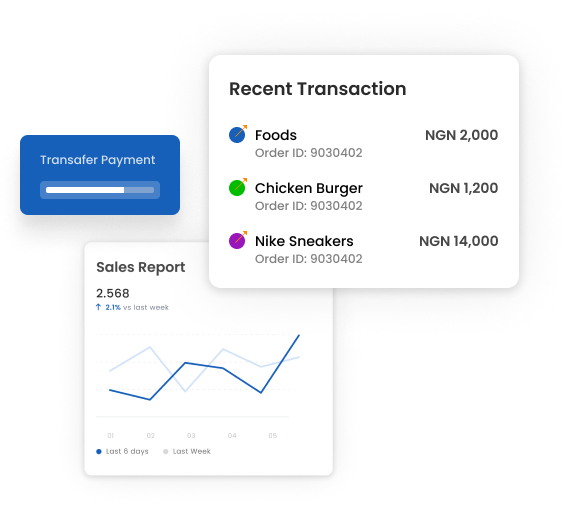 Recent Transaction
Foods NGN 2,000
Order ID: 9030402
Chicken Burger NGN 1,200
Order ID: 9030402
Nike Sneakers NGN 14,000
Order ID: 9030402
Transafer Payment
Sales Report
2.568
2.1% vs last week
01 02 03 04 05
Last 6 days Last Week